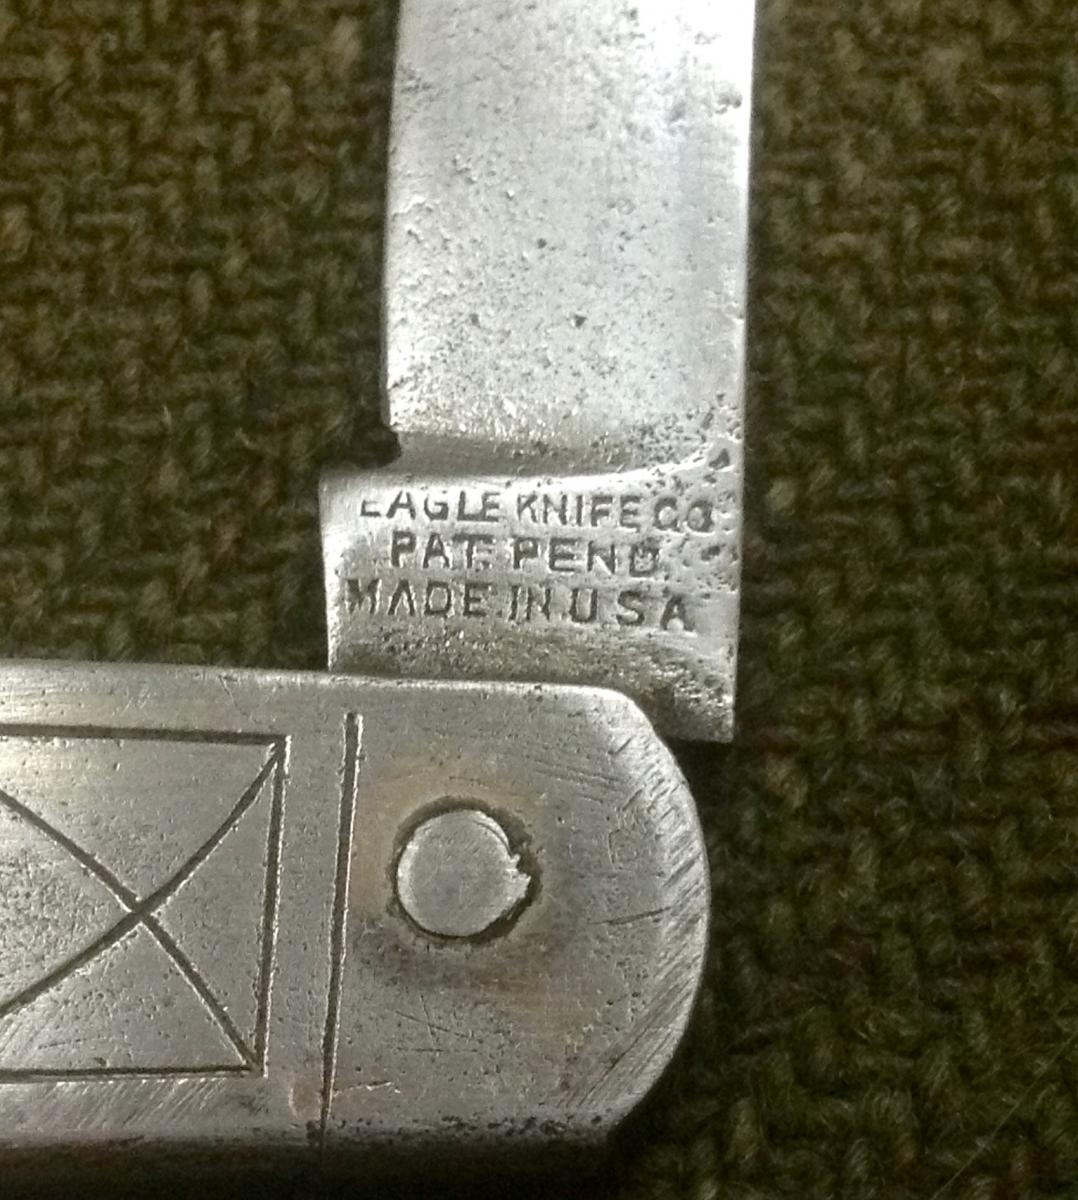 EAGLE KNIFE CO
PAT. PEND.
MADE IN U S A